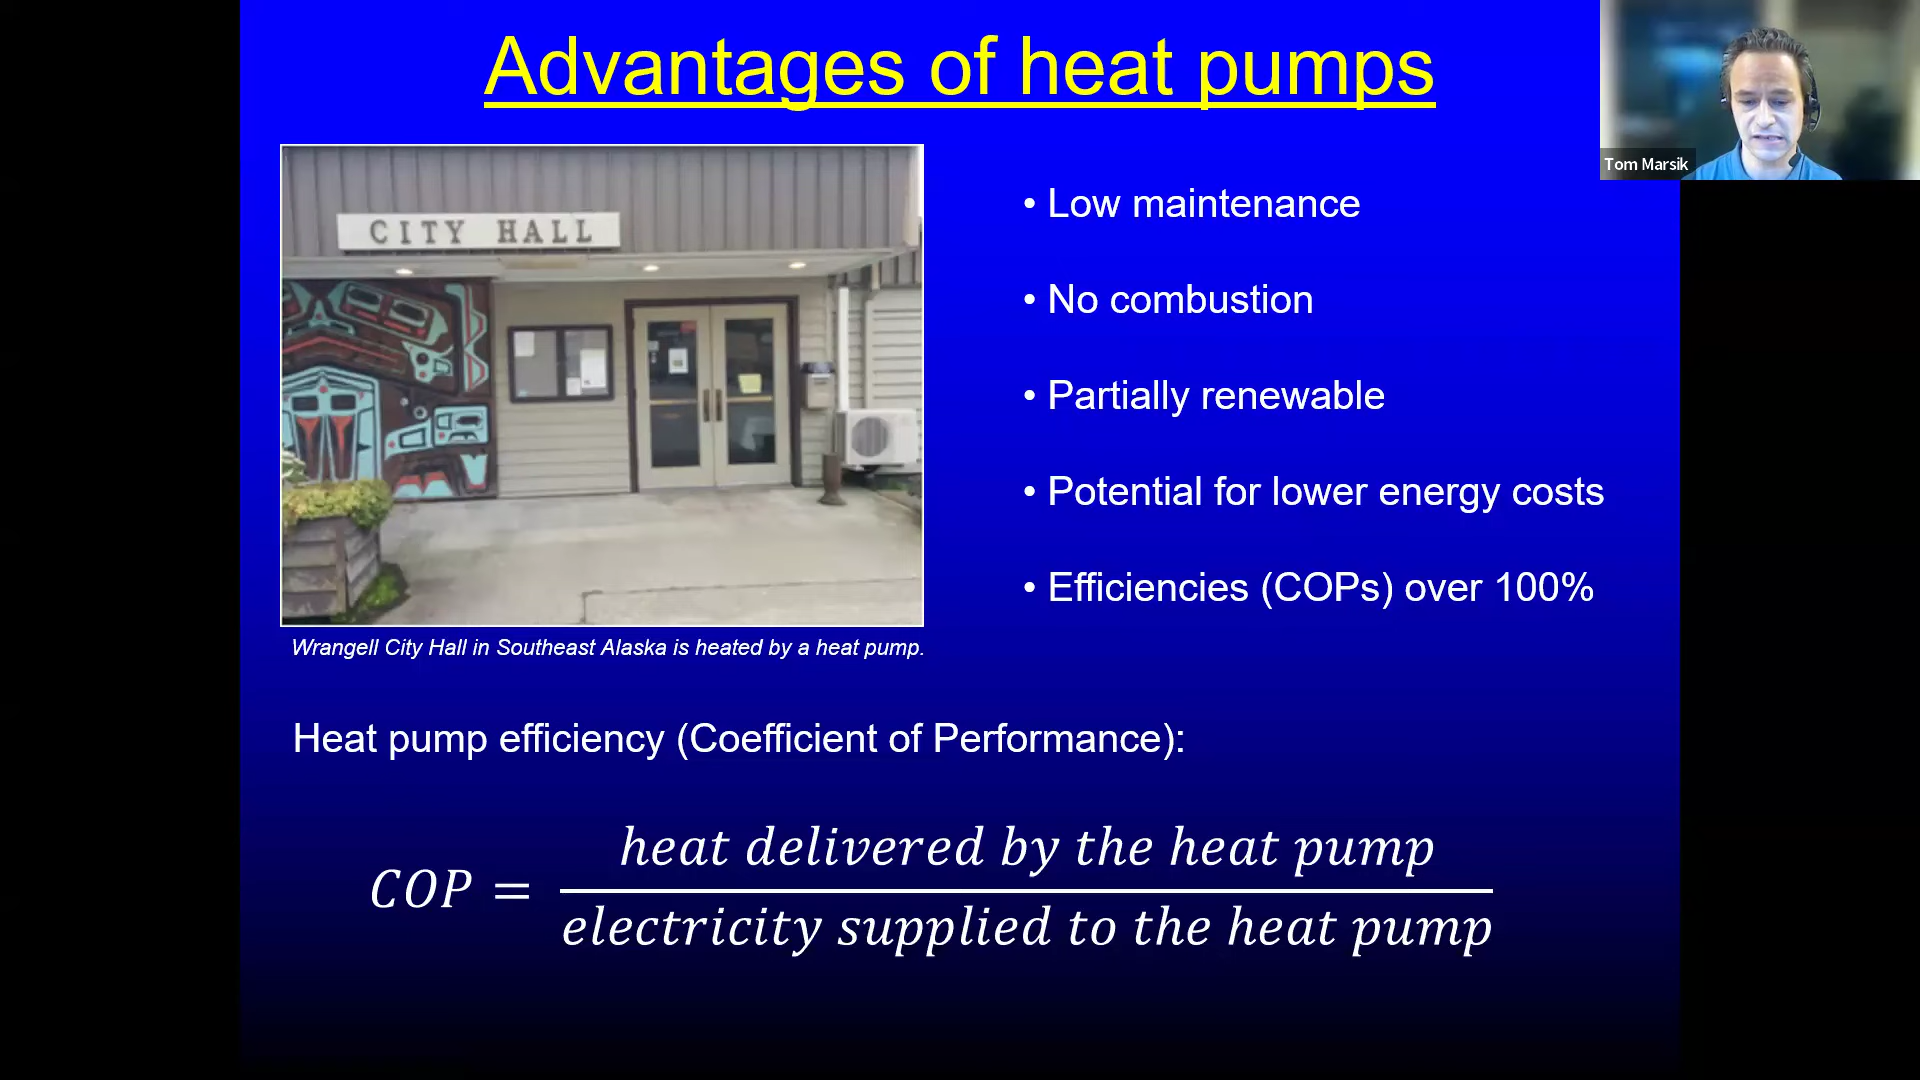 Advantages of heat pumps
Tom Marsik
CITY HALL
• Low maintenance
• No combustion
• Partially renewable
• Potential for lower energy costs
• Efficiencies (COPs) over 100%
Wrangell City Hall in Southeast Alaska is heated by a heat pump.
Heat pump efficiency (Coefficient of Performance):
COP = heat delivered by the heat pump
electricity supplied to the heat pump